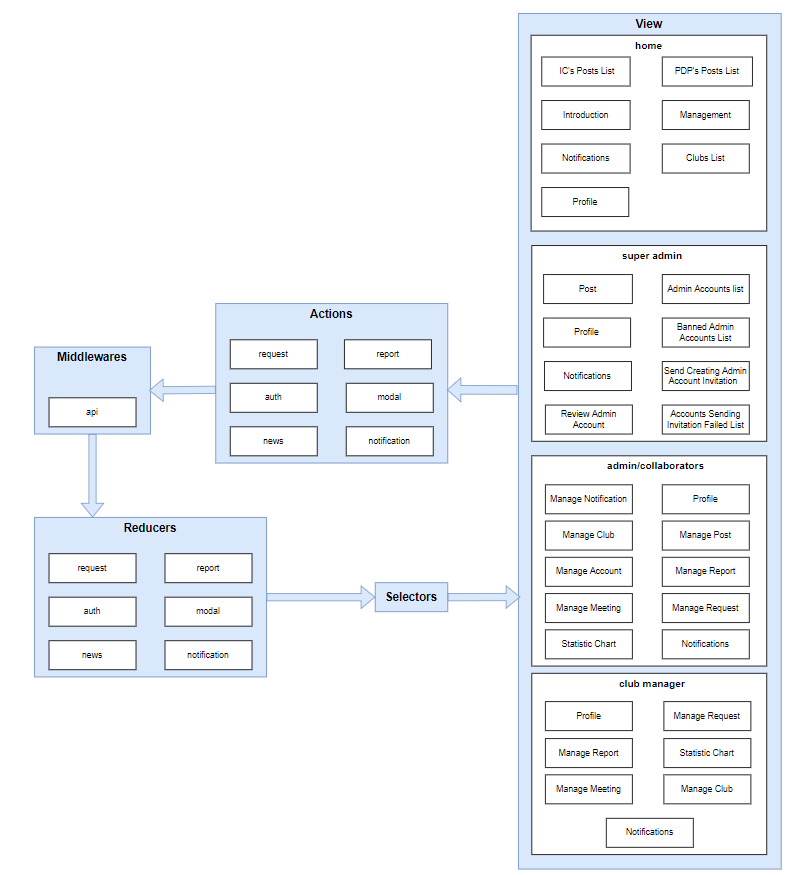 View
home
IC's Posts List
PDP's Posts List
Introduction
Management
Notifications
Clubs List
Profile
super admin
Post
Admin Accounts list
Profile
Banned Admin
Accounts List
Notifications
Send Creating Admin
Account Invitation
Review Admin
Account
Accounts Sending
Invitation Failed List
admin/collaborators
Manage Notification
Profile
Manage Club
Manage Post
Manage Account
Manage Report
Manage Meeting
Manage Request
Statistic Chart
Notifications
club manager
Profile
Manage Request
Manage Report
Statistic Chart
Manage Meeting
Manage Club
Notifications
Actions
request
report
auth
modal
news
notification
Middlewares
api
Reducers
request
report
auth
modal
news
notification
Selectors